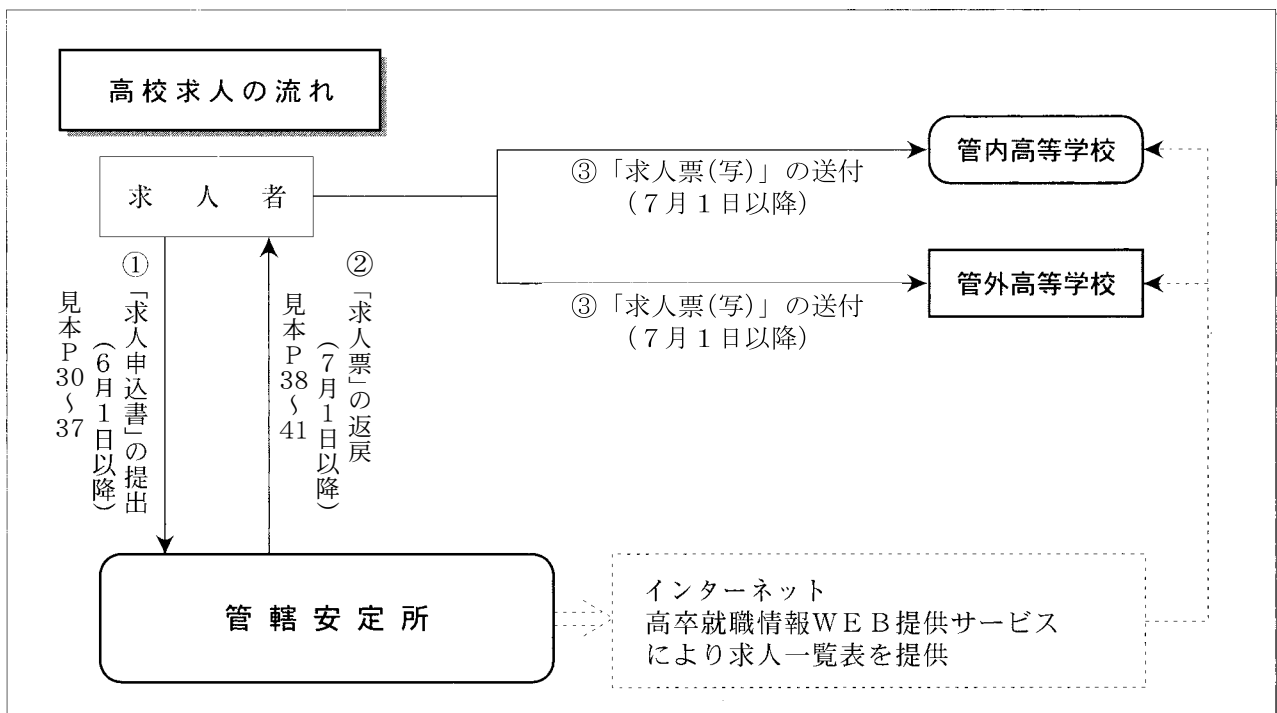 高校求人の流れ
求人者
管内高等学校
③「求人票(写)」の送付
(7月1日以降)
管外高等学校
③「求人票(写)」の送付
(7月1日以降)
①「求人申込書」の提出
(6月1日以降)
見本P30~37
②「求人票」の返戻
(7月1日以降)
見本P38~41
管轄安定所
インターネット
高卒就職情報WEB提供サービス
により求人一覧表を提供